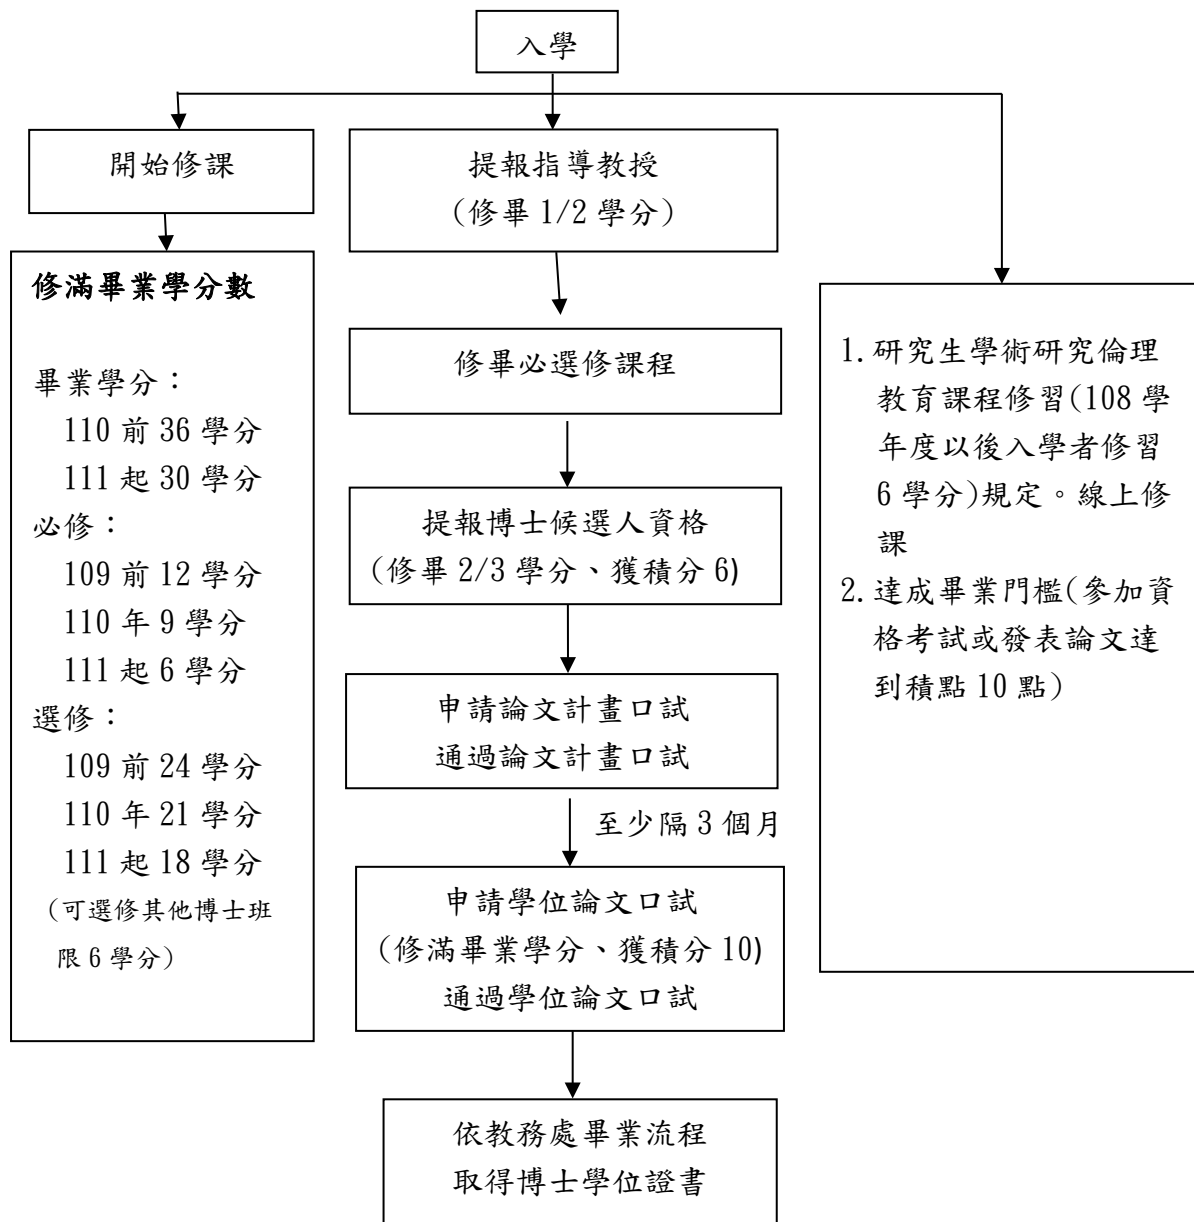 入學
開始修課
提報指導教授
(修畢 1/2 學分)
修滿畢業學分數
畢業學分：
110 前 36 學分
111 起 30 學分
必修：
109 前 12 學分
110 年 9 學分
111 起 6 學分
選修：
109 前 24 學分
110 年 21 學分
111 起 18 學分
(可選修其他博士班
限 6 學分)
修畢必選修課程
提報博士候選人資格
(修畢 2/3 學分、獲積分 6)
申請論文計畫口試
通過論文計畫口試
至少隔 3 個月
申請學位論文口試
(修滿畢業學分、獲積分 10)
通過學位論文口試
依教務處畢業流程
取得博士學位證書
1. 研究生學術研究倫理
教育課程修習(108 學
年度以後入學者修習
6 學分)規定。線上修
課
2. 達成畢業門檻(參加資
格考試或發表論文達
到積點 10 點)